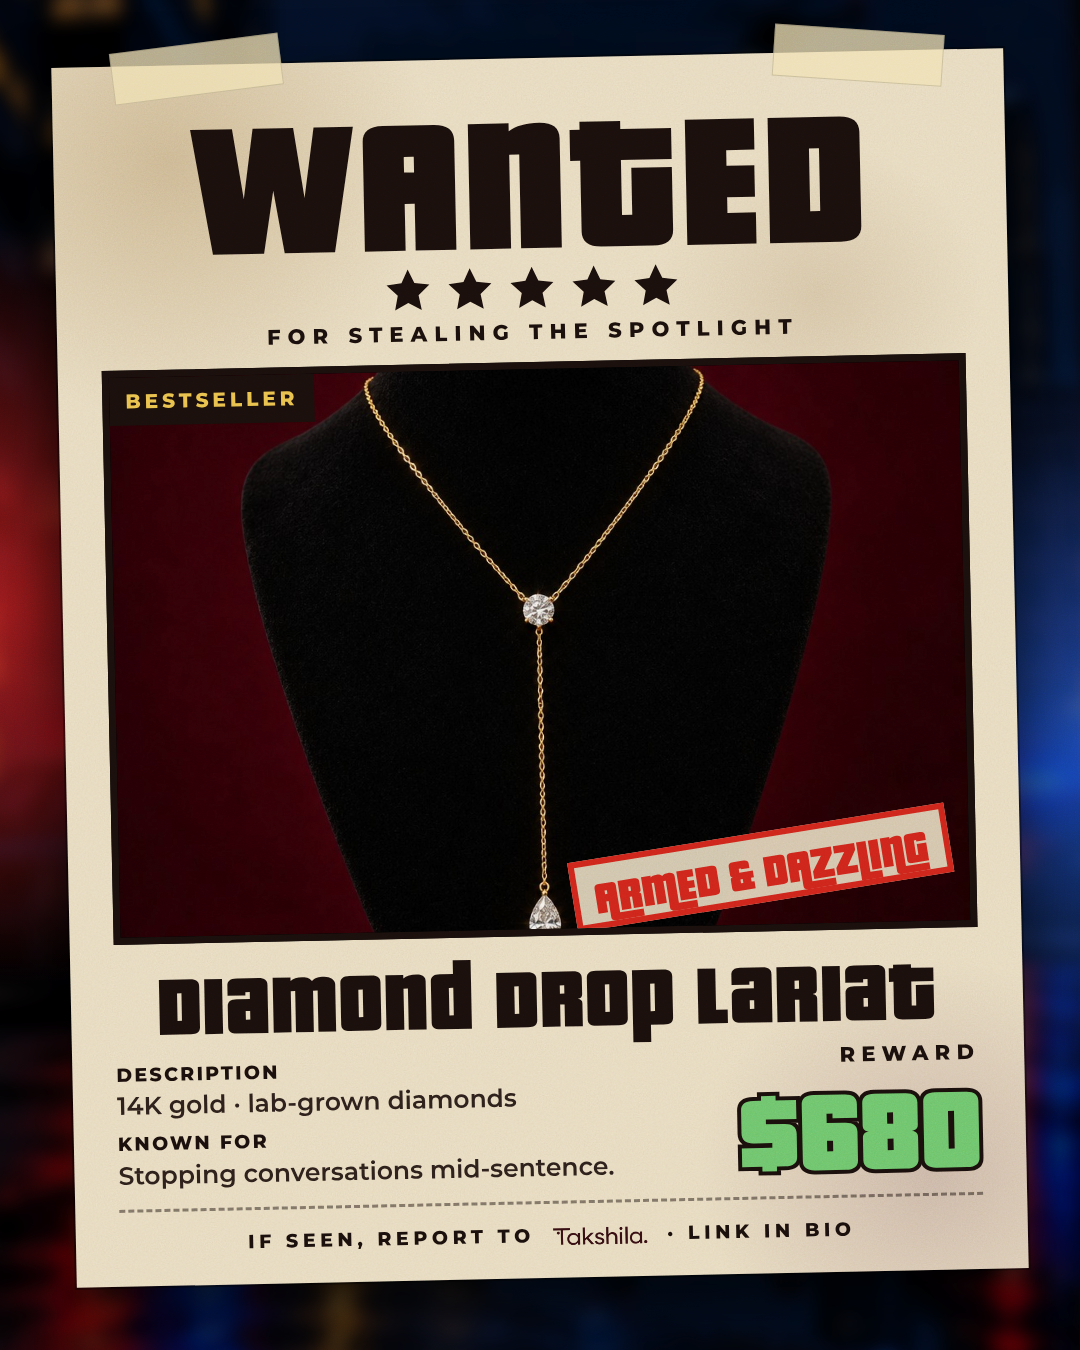 WANTED
FOR STEALING THE SPOTLIGHT
BESTSELLER
ARMED & DAZZLING
Diamond Drop Lariat
REWARD
DESCRIPTION
14K gold · lab-grown diamonds
$680
KNOWN FOR
Stopping conversations mid-sentence.
IF SEEN, REPORT TO Takshila. · LINK IN BIO